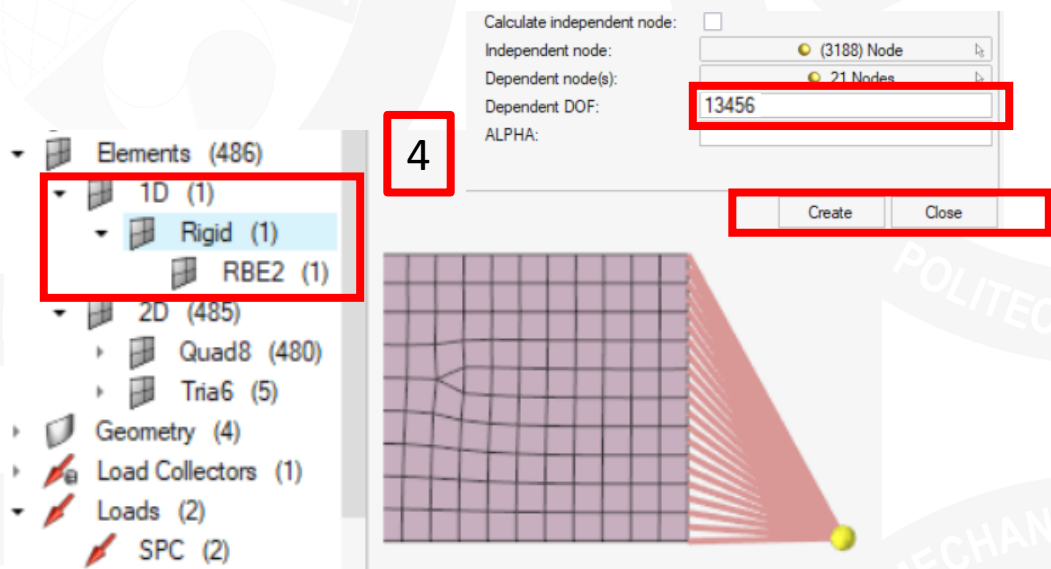 Calculate independent node:
Independent node: (3188) Node
Dependent node(s): 21 Nodes
Dependent DOF: 13456
ALPHA:
Create Close
4
Elements (486)
1D (1)
Rigid (1)
RBE2 (1)
2D (485)
Quad8 (480)
Tria6 (5)
Geometry (4)
Load Collectors (1)
Loads (2)
SPC (2)
POLITEC
MECHAN